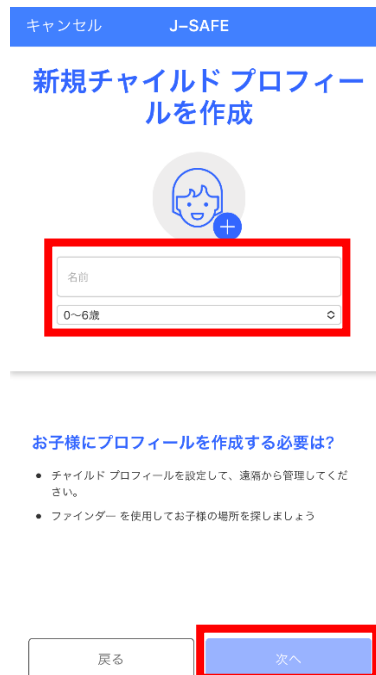 キャンセル J−SAFE
新規チャイルド プロフィー
ルを作成
名前
0〜6歳
お子様にプロフィールを作成する必要は?
• チャイルド プロフィールを設定して、遠隔から管理してくだ
さい。
• ファインダー を使用してお子様の場所を探しましょう
戻る 次へ